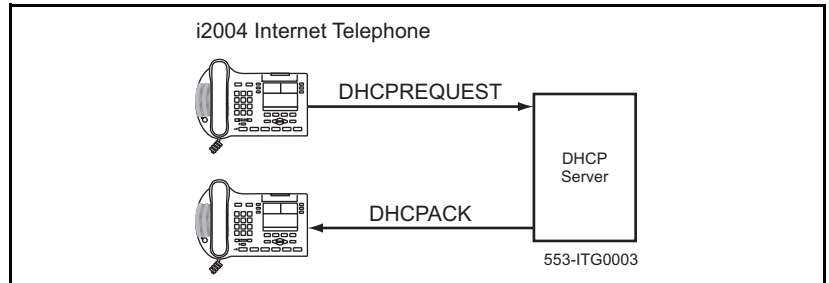 i2004 Internet Telephone
DHCPREQUEST
DHCP
Server
DHCPACK
553-ITG0003